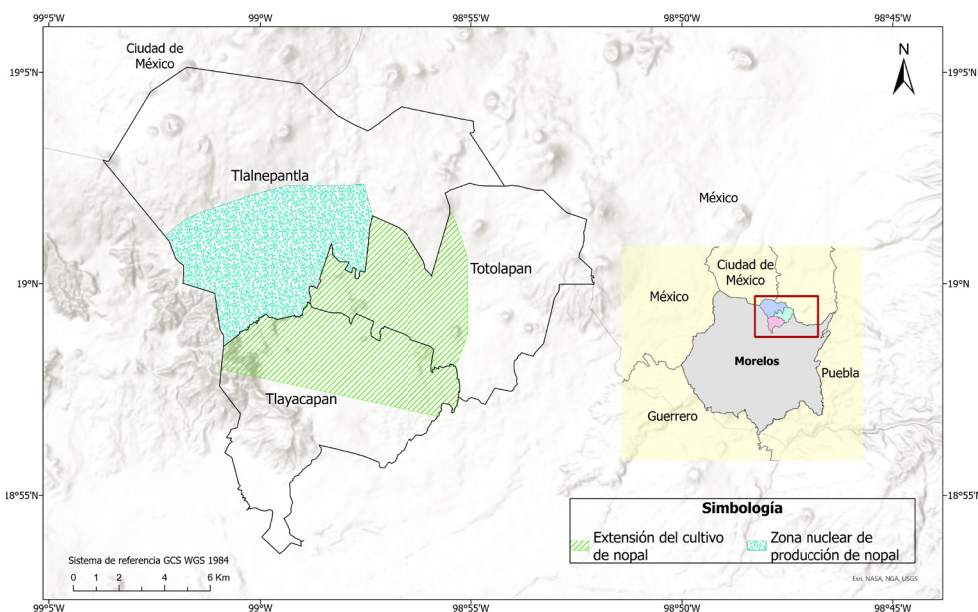 99°5'W
99°0'W
98°55'W
98°50'W
98°45'W
19°5'N
19°5'N
Ciudad de
México
N
Tlalnepantla
México
Totolapan
19°N
19°N
Ciudad de
México
México
Morelos
Puebla
Guerrero
Tlayacapan
18°55'N
18°55'N
Simbología
Extensión del cultivo
de nopal
Zona nuclear de
producción de nopal
Sistema de referencia GCS WGS 1984
0 1 2 4 6 Km
Esri, NASA, NGA, USGS
99°5'W
99°0'W
98°55'W
98°50'W
98°45'W